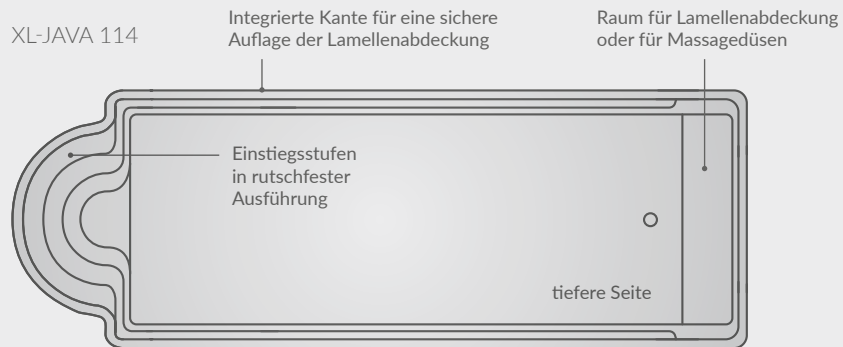 XL-JAVA 114
Integrierte Kante für eine sichere
Auflage der Lamellenabdeckung
Raum für Lamellenabdeckung
oder für Massagedüsen
Einstiegsstufen
in rutschfester
Ausführung
tiefere Seite